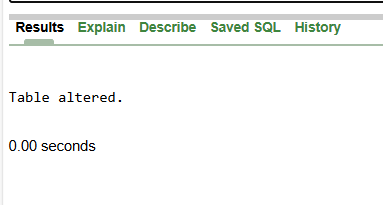 Results Explain Describe Saved SQL History
Table altered.
0.00 seconds